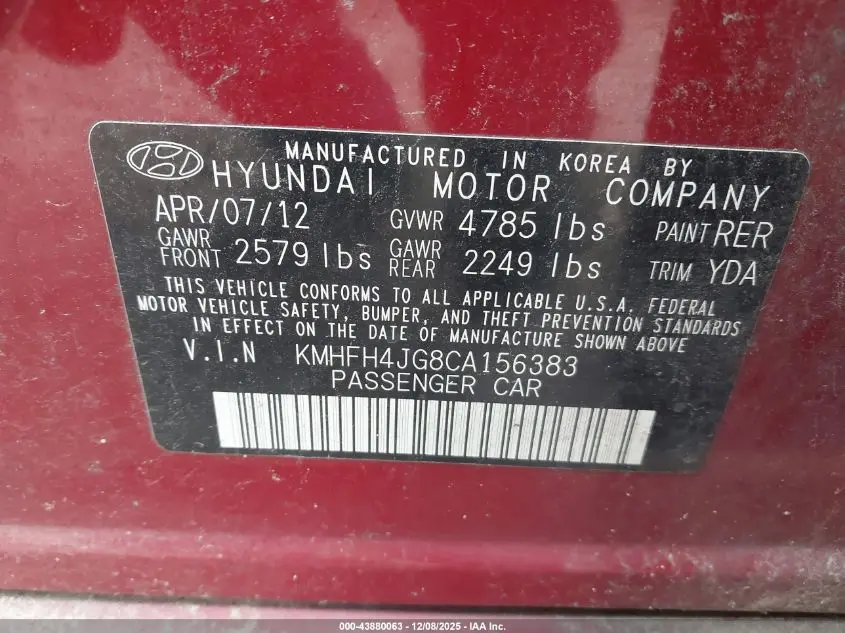 MANUFACTURED IN KOREA BY
HYUNDAI MOTOR COMPANY
APR/07/12 GVWR 4785 lbs PAINT RER
GAWR FRONT 2579 lbs GAWR REAR 2249 lbs TRIM YDA
THIS VEHICLE CONFORMS TO ALL APPLICABLE U.S.A. FEDERAL
MOTOR VEHICLE SAFETY, BUMPER, AND THEFT PREVENTION STANDARDS
IN EFFECT ON THE DATE OF MANUFACTURE SHOWN ABOVE
V.I.N KMHFH4JG8CA156383
PASSENGER CAR
000-43880063 - 12/08/2025 - IAA Inc.